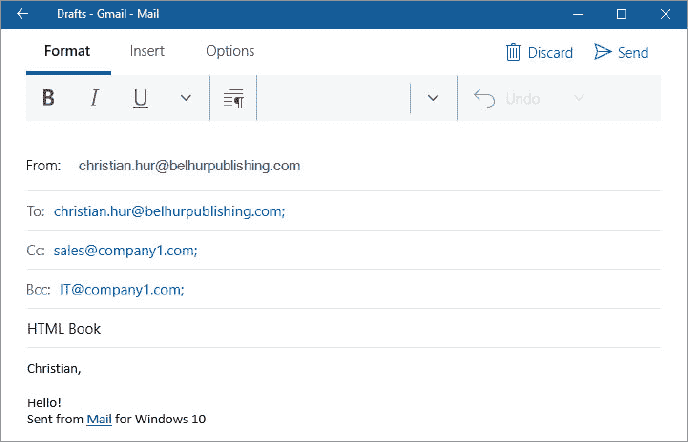 Drafts - Gmail - Mail
Format Insert Options Discard Send
B I U Undo
From: christian.hur@belhurpublishing.com
To: christian.hur@belhurpublishing.com;
Cc: sales@company1.com;
Bcc: IT@company1.com;
HTML Book
Christian,
Hello!
Sent from Mail for Windows 10